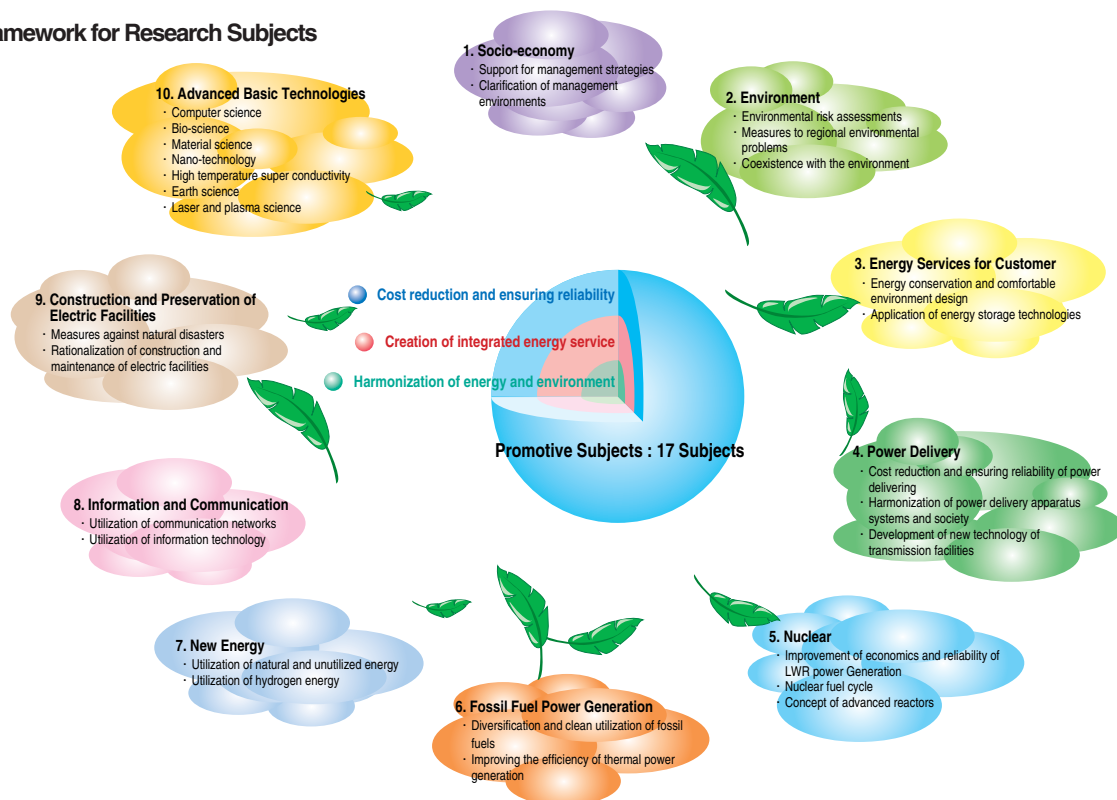 amework for Research Subjects
1. Socio-economy
· Support for management strategies
· Clarification of management
environments
2. Environment
· Environmental risk assessments
· Measures to regional environmental
problems
· Coexistence with the environment
3. Energy Services for Customer
· Energy conservation and comfortable
environment design
· Application of energy storage technologies
4. Power Delivery
· Cost reduction and ensuring reliability of power
delivering
· Harmonization of power delivery apparatus
systems and society
· Development of new technology of
transmission facilities
5. Nuclear
· Improvement of economics and reliability of
LWR power Generation
· Nuclear fuel cycle
· Concept of advanced reactors
6. Fossil Fuel Power Generation
· Diversification and clean utilization of fossil
fuels
· Improving the efficiency of thermal power
generation
7. New Energy
· Utilization of natural and unutilized energy
· Utilization of hydrogen energy
8. Information and Communication
· Utilization of communication networks
· Utilization of information technology
9. Construction and Preservation of
Electric Facilities
· Measures against natural disasters
· Rationalization of construction and
maintenance of electric facilities
10. Advanced Basic Technologies
· Computer science
· Bio-science
· Material science
· Nano-technology
· High temperature super conductivity
· Earth science
· Laser and plasma science
Cost reduction and ensuring reliability
Creation of integrated energy service
Harmonization of energy and environment
Promotive Subjects : 17 Subjects